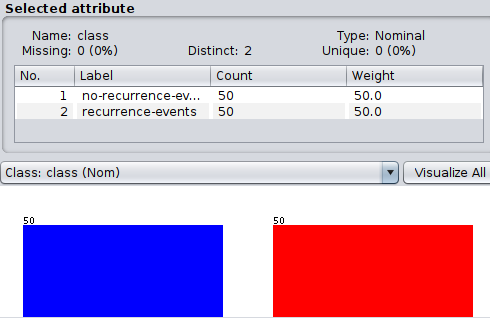 Selected attribute
Name: class Type: Nominal
Missing: 0 (0%) Distinct: 2 Unique: 0 (0%)
No. Label Count Weight
1 no-recurrence-ev... 50 50.0
2 recurrence-events 50 50.0
Class: class (Nom) Visualize All
50 50